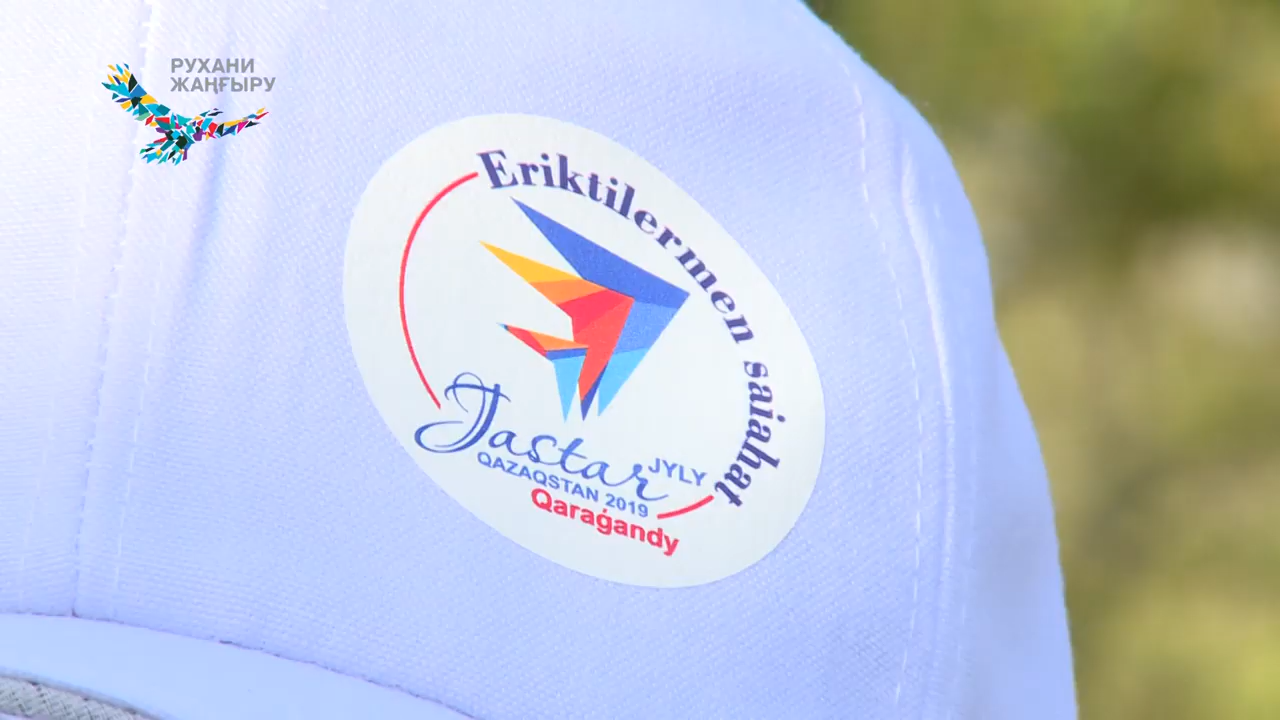 РУХАНИ
ЖАҢҒЫРУ
Eriktilermen saiahat
Jastar JYLY
QAZAQSTAN 2019
Qaraǵandy